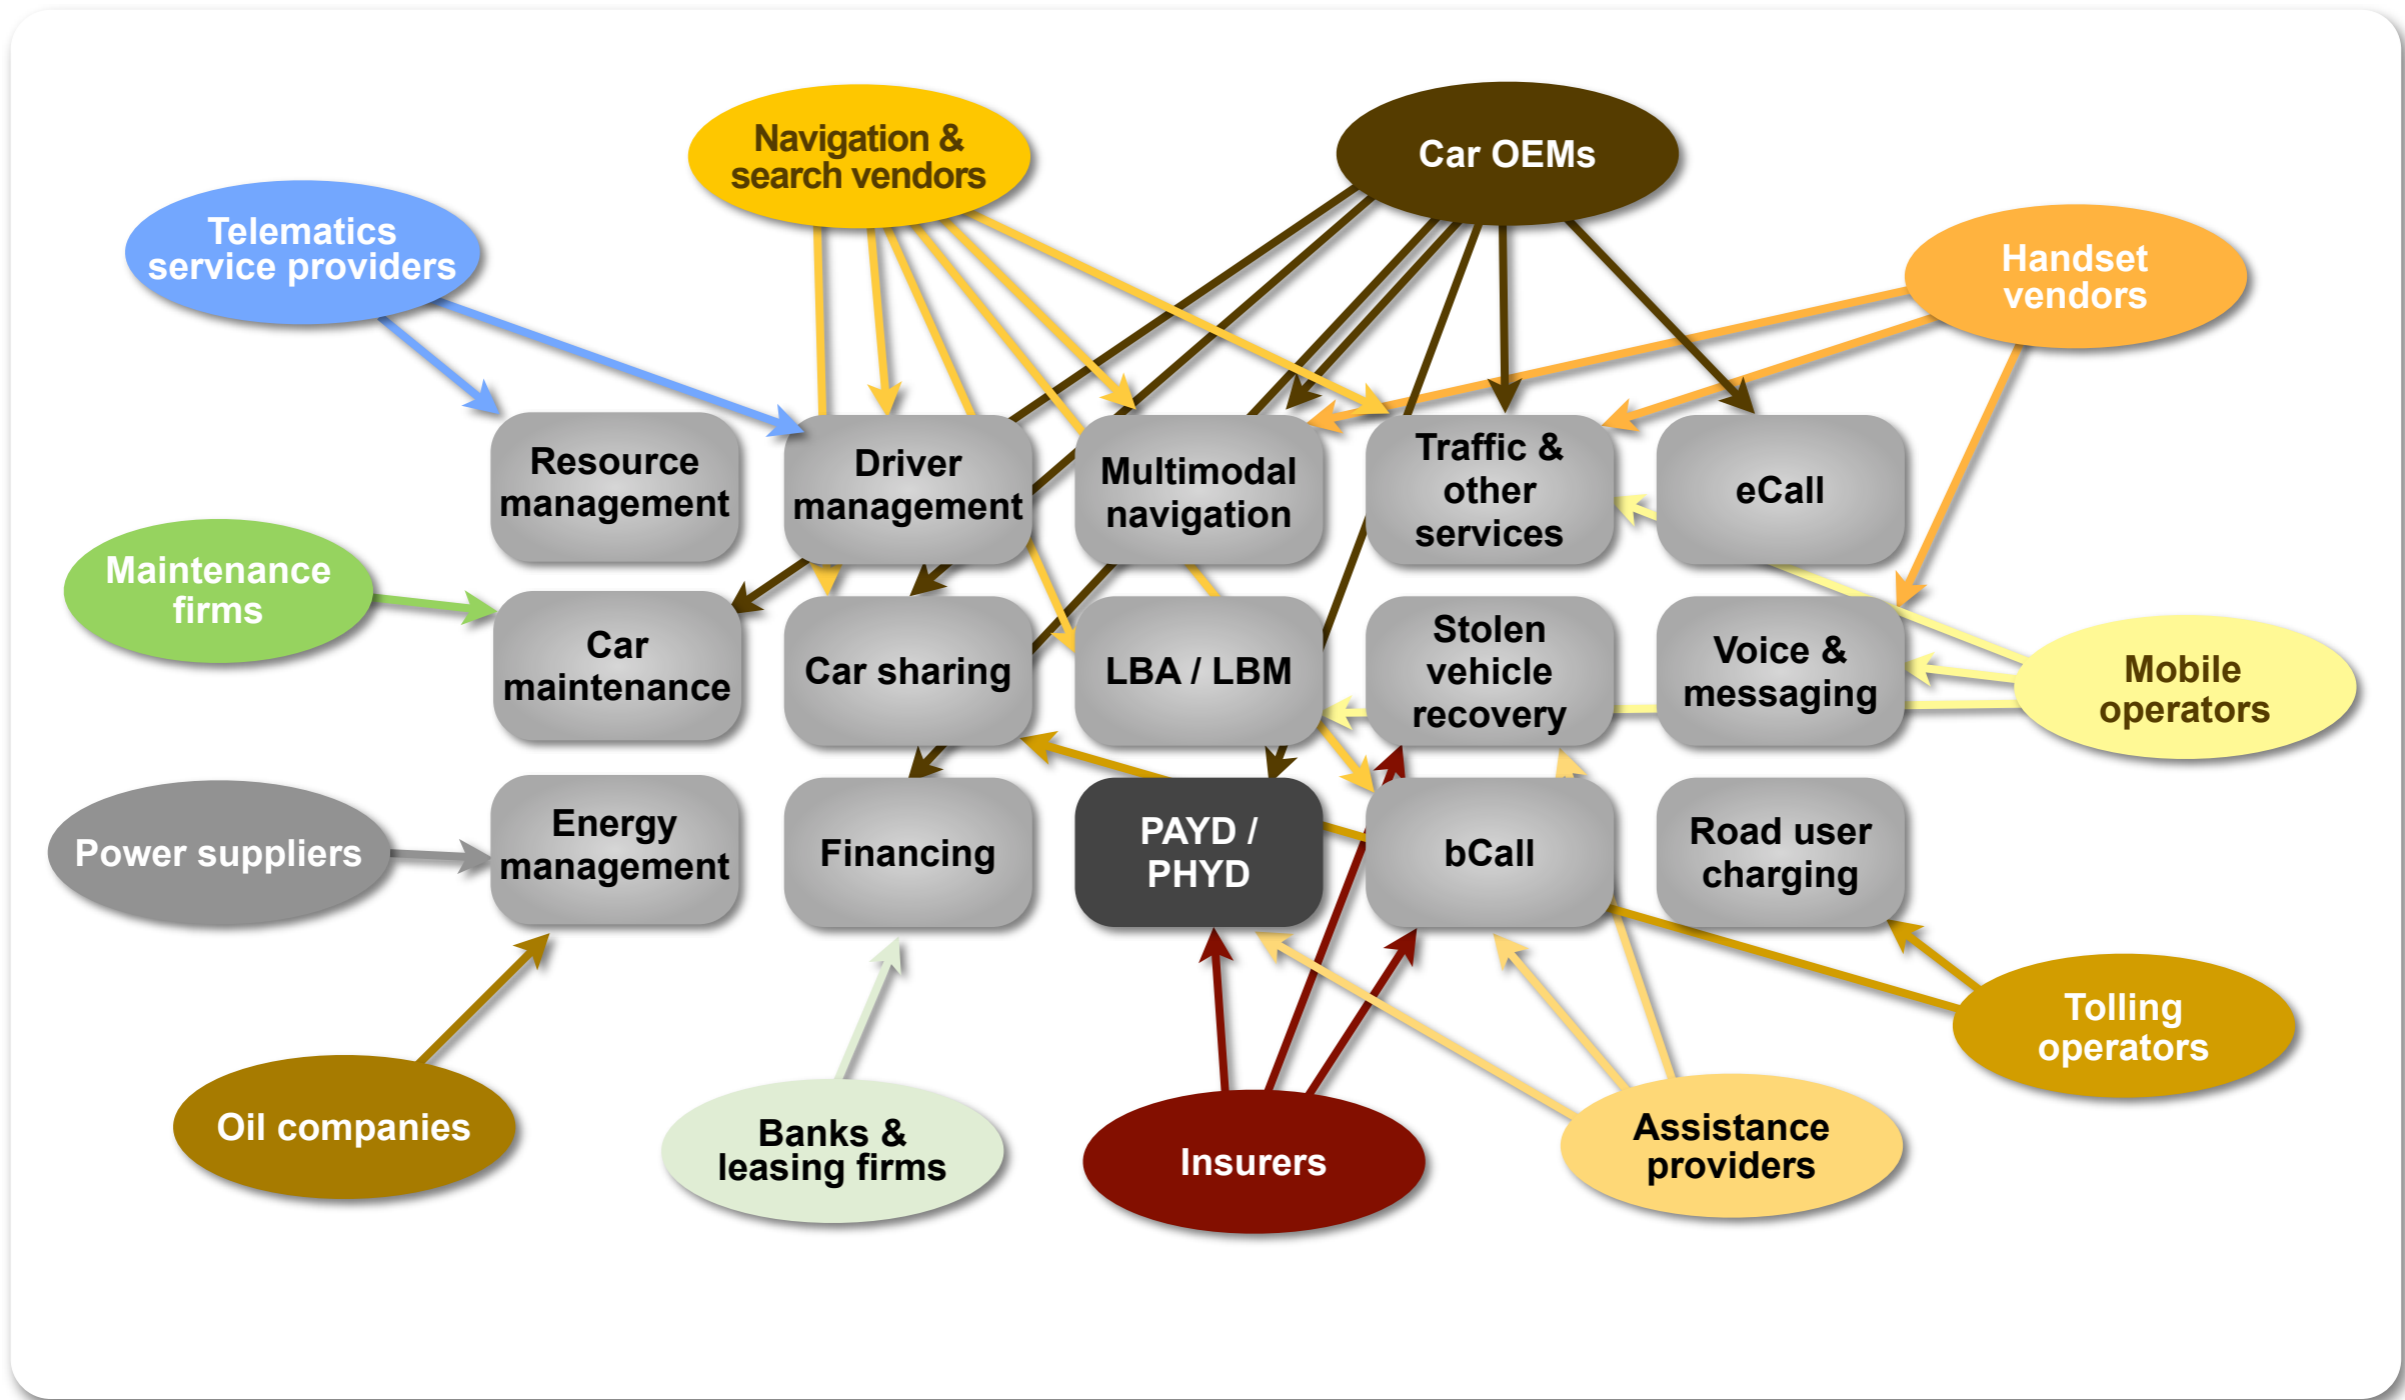 Navigation &
search vendors
Car OEMs
Telematics
service providers
Handset
vendors
Resource
management
Driver
management
Multimodal
navigation
Traffic &
other
services
eCall
Maintenance
firms
Car
maintenance
Car sharing
LBA / LBM
Stolen
vehicle
recovery
Voice &
messaging
Mobile
operators
Power suppliers
Energy
management
Financing
PAYD /
PHYD
bCall
Road user
charging
Tolling
operators
Oil companies
Banks &
leasing firms
Insurers
Assistance
providers